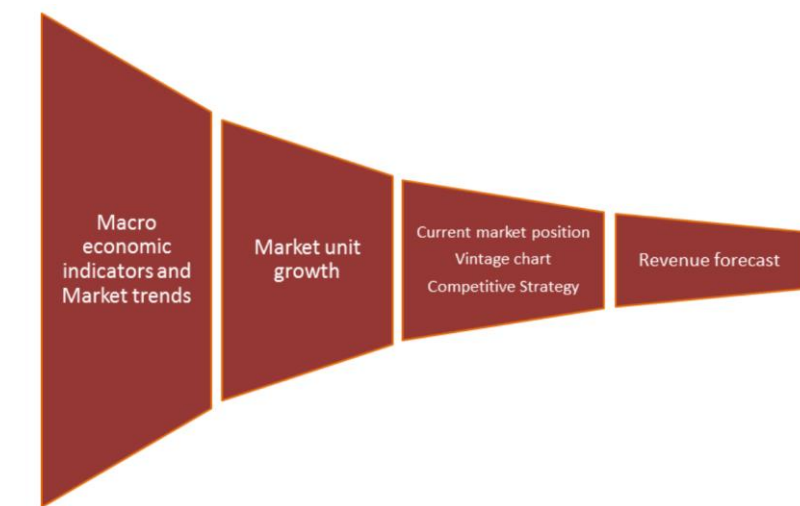 Macro
economic
indicators and
Market trends
Market unit
growth
Current market position
Vintage chart
Competitive Strategy
Revenue forecast